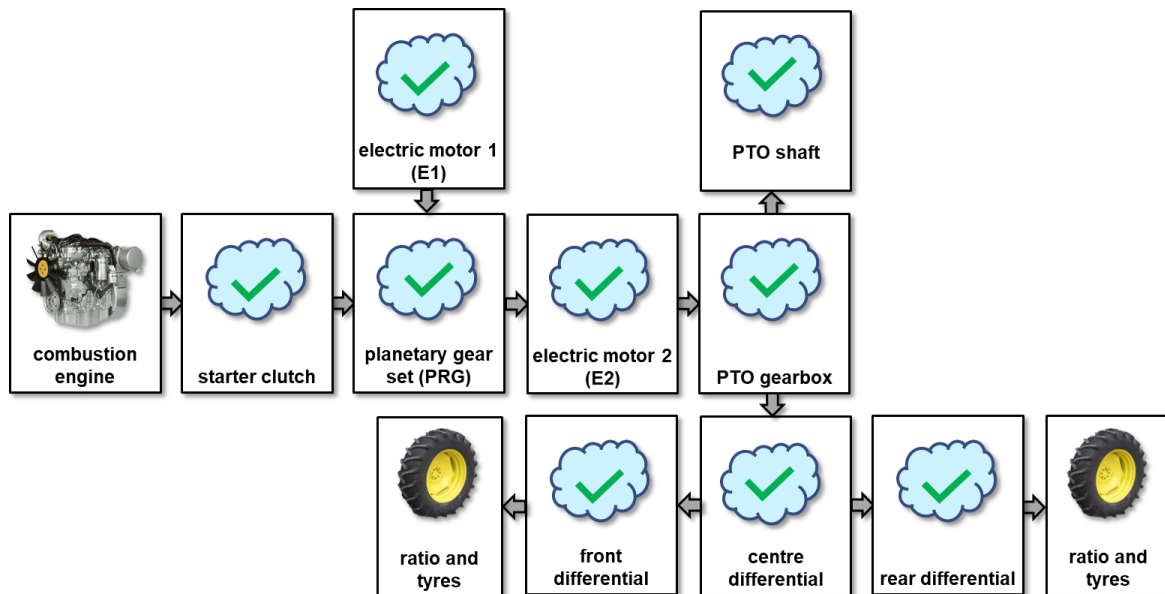 electric motor 1
(E1)
PTO shaft
combustion
engine
starter clutch
planetary gear
set (PRG)
electric motor 2
(E2)
PTO gearbox
ratio and
tyres
front
differential
centre
differential
rear differential
ratio and
tyres